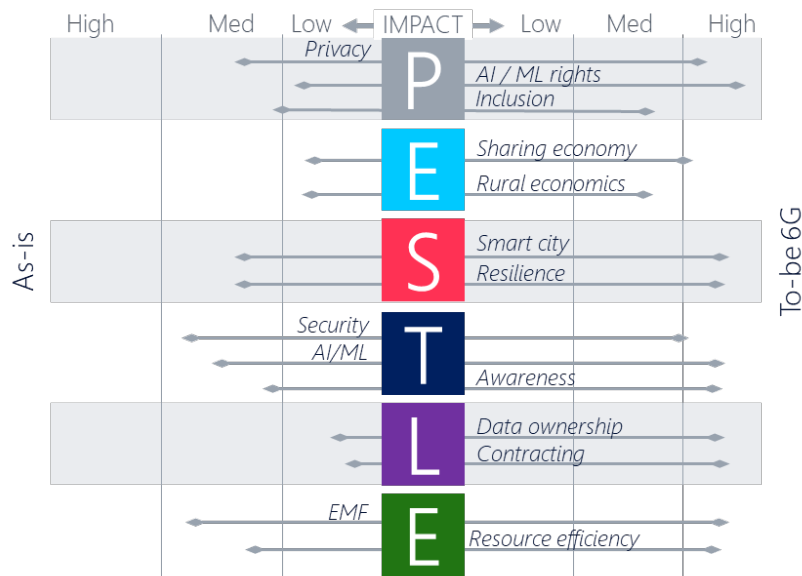 High Med Low IMPACT Low Med High
Privacy
P
AI / ML rights
Inclusion
Sharing economy
E
Rural economics
As-is
To-be 6G
Smart city
S
Resilience
Security
T
AI/ML
Awareness
Data ownership
L
Contracting
EMF
E
Resource efficiency